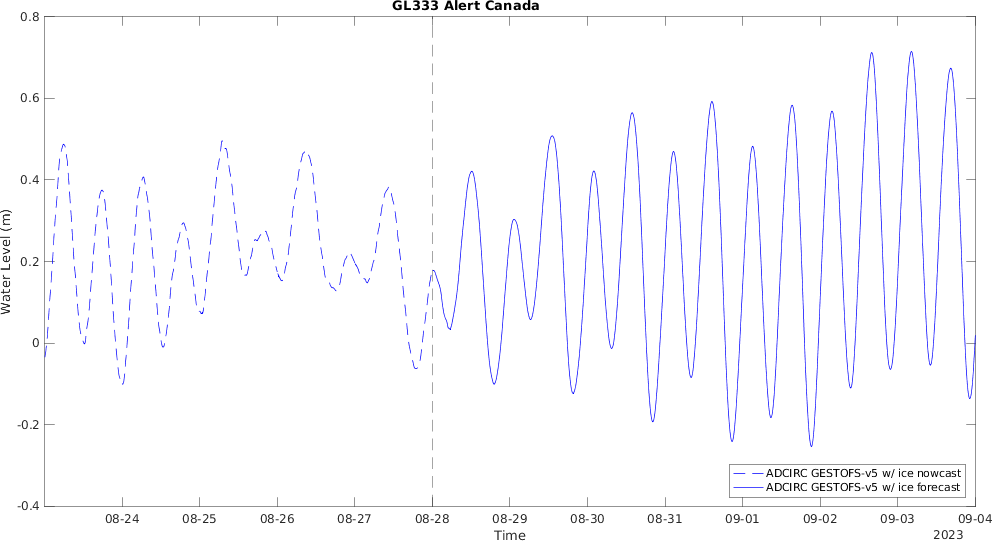 GL333 Alert Canada
0.8
0.6
0.4
0.2
0
-0.2
-0.4
Water Level (m)
ADCIRC GESTOFS-v5 w/ ice nowcast
ADCIRC GESTOFS-v5 w/ ice forecast
08-24 08-25 08-26 08-27 08-28 08-29 08-30 08-31 09-01 09-02 09-03 09-04
Time
2023